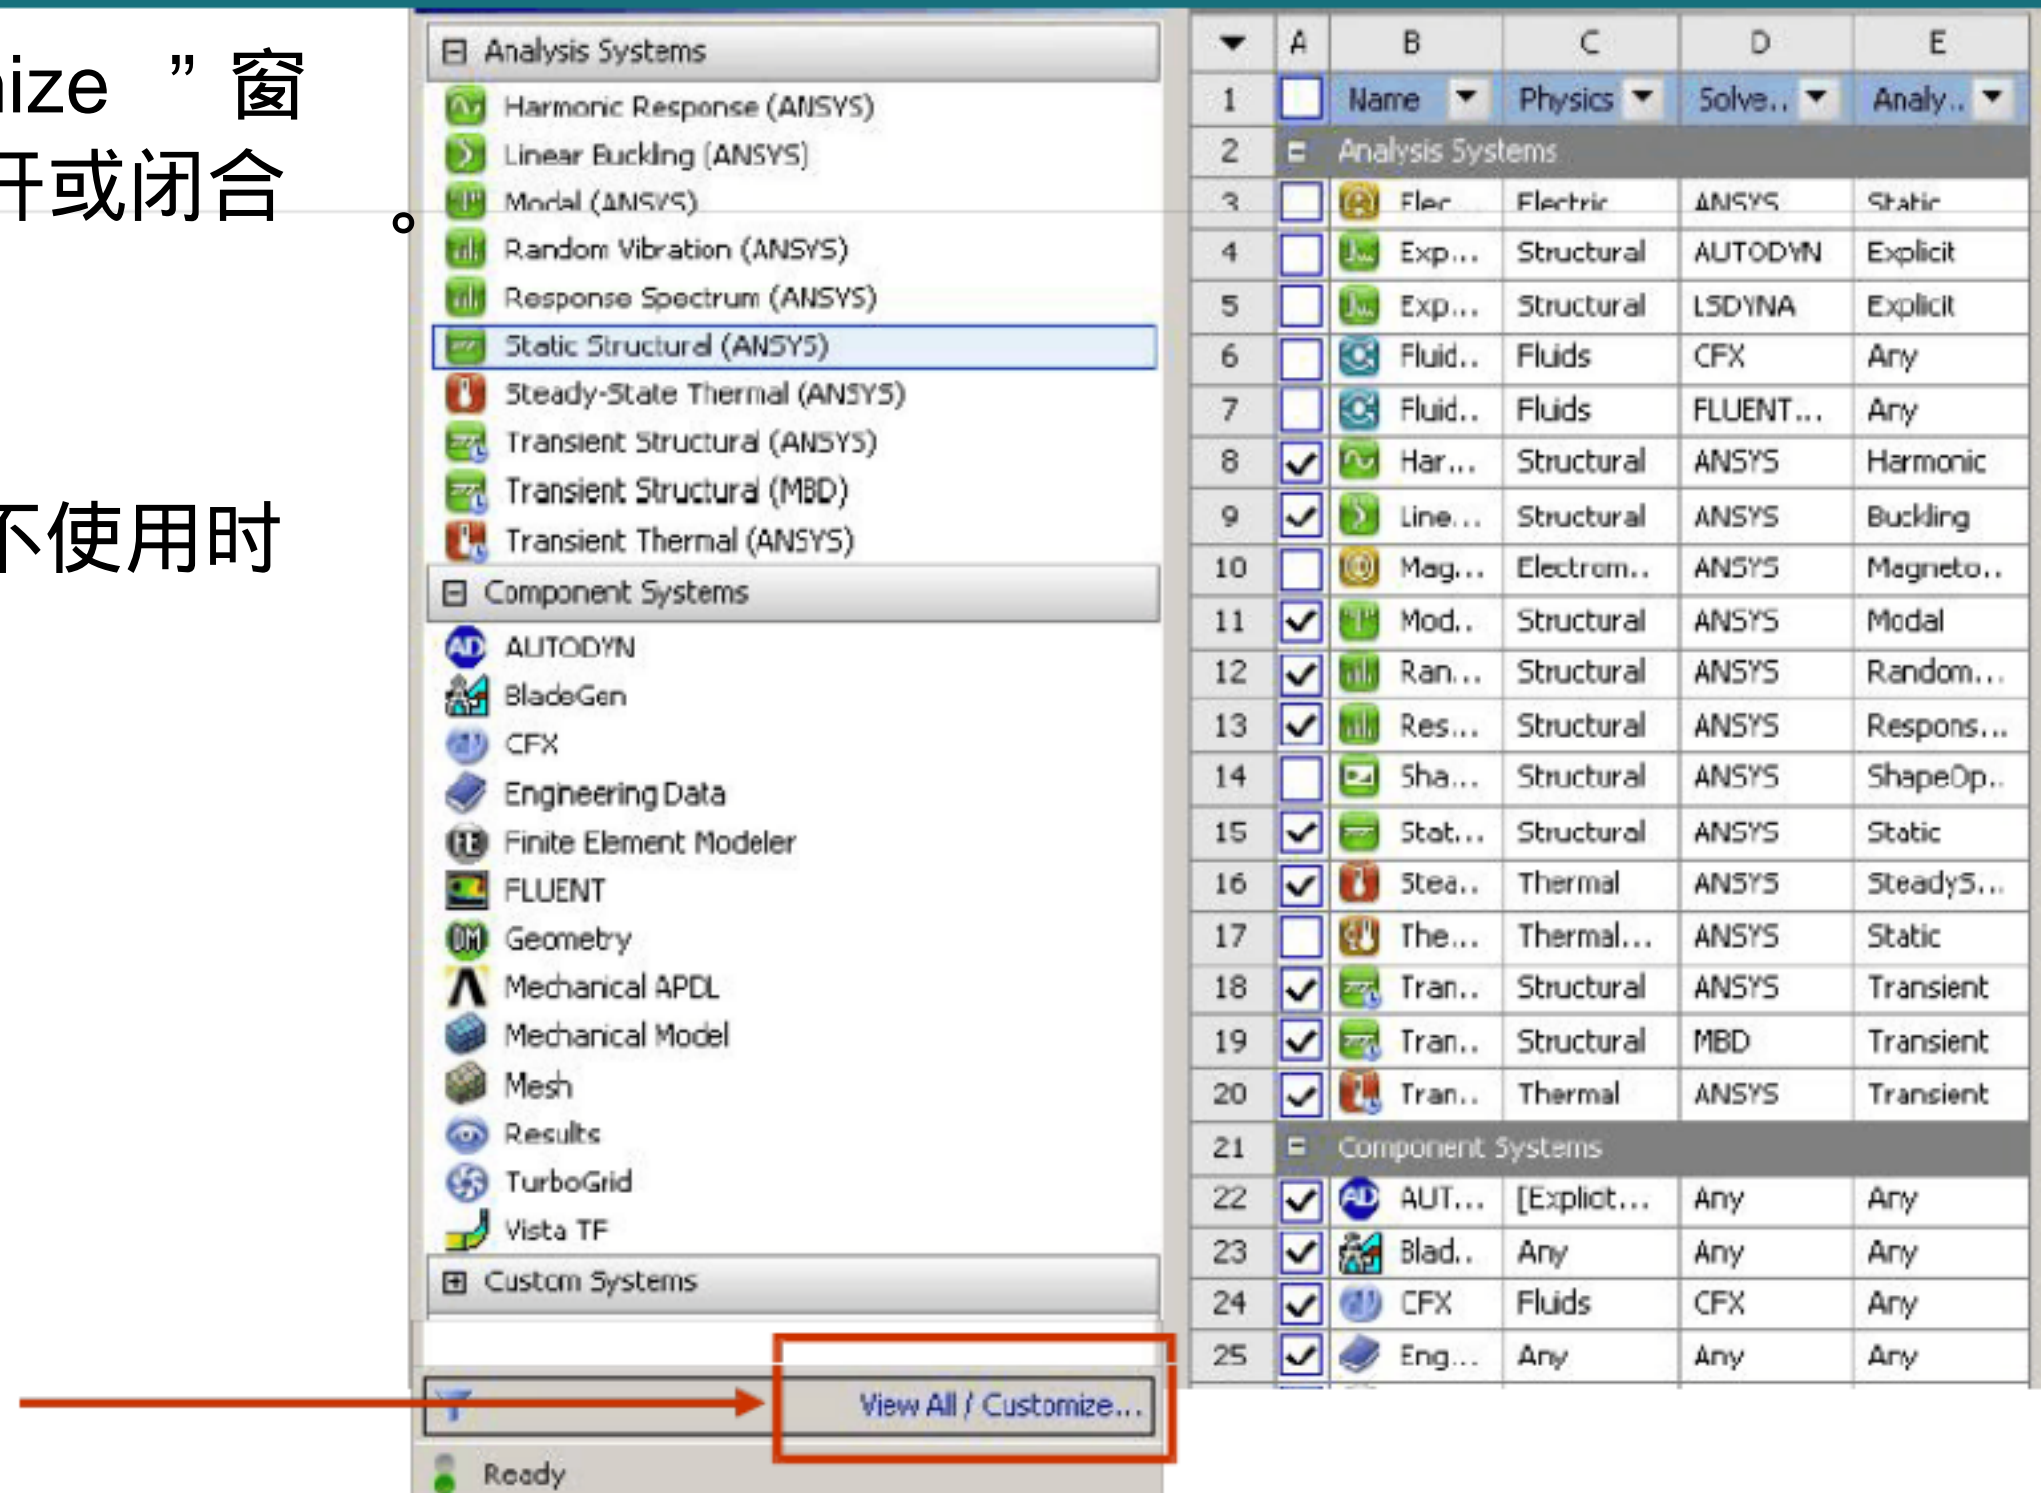 nize ” 窗
开或闭合 。
不使用时
Analysis Systems
Harmonic Response (ANSYS)
Linear Buckling (ANSYS)
Modal (ANSYS)
Random Vibration (ANSYS)
Response Spectrum (ANSYS)
Static Structural (ANSYS)
Steady-State Thermal (ANSYS)
Transient Structural (ANSYS)
Transient Structural (MBD)
Transient Thermal (ANSYS)
Component Systems
AUTODYN
BladeGen
CFX
Engineering Data
Finite Element Modeler
FLUENT
Geometry
Mechanical APDL
Mechanical Model
Mesh
Results
TurboGrid
Vista TF
Custom Systems
View All / Customize...
Ready
A B C D E
1 Name Physics Solve.. Analy..
2 Analysis Systems
3 Elec... Electric ANSYS Static
4 Exp... Structural AUTODYN Explicit
5 Exp... Structural LSDYNA Explicit
6 Fluid.. Fluids CFX Any
7 Fluid.. Fluids FLUENT... Any
8 Har... Structural ANSYS Harmonic
9 Line... Structural ANSYS Buckling
10 Mag... Electrom.. ANSYS Magneto..
11 Mod.. Structural ANSYS Modal
12 Ran... Structural ANSYS Random...
13 Res... Structural ANSYS Respons...
14 Sha... Structural ANSYS ShapeOp..
15 Stat... Structural ANSYS Static
16 Stea.. Thermal ANSYS SteadyS...
17 The... Thermal... ANSYS Static
18 Tran.. Structural ANSYS Transient
19 Tran.. Structural MBD Transient
20 Tran.. Thermal ANSYS Transient
21 Component Systems
22 AD AUT... [Explicit... Any Any
23 Blad.. Any Any Any
24 CFX Fluids CFX Any
25 Eng... Any Any Any